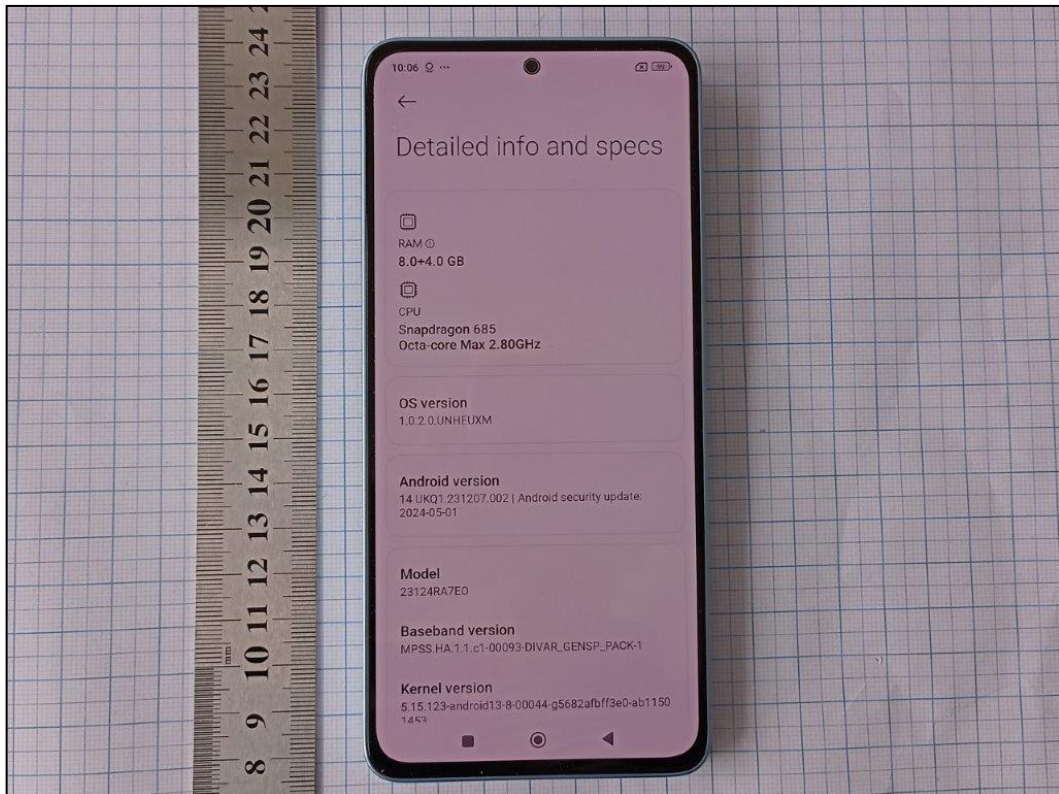 24
23
22
21
20
19
18
17
16
15
14
13
12
11
mm
10
9
8
10:06
Detailed info and specs
RAM
8.0+4.0 GB
CPU
Snapdragon 685
Octa-core Max 2.80GHz
OS version
1.0.2.0.UNHEUXM
Android version
14 UKQ1.231207.002 | Android security update:
2024-05-01
Model
23124RA7EO
Baseband version
MPSS.HA.1.1.c1-00093-DIVAR_GENSP_PACK-1
Kernel version
5.15.123-android13-8-00044-g5682afbff3e0-ab1150
1453